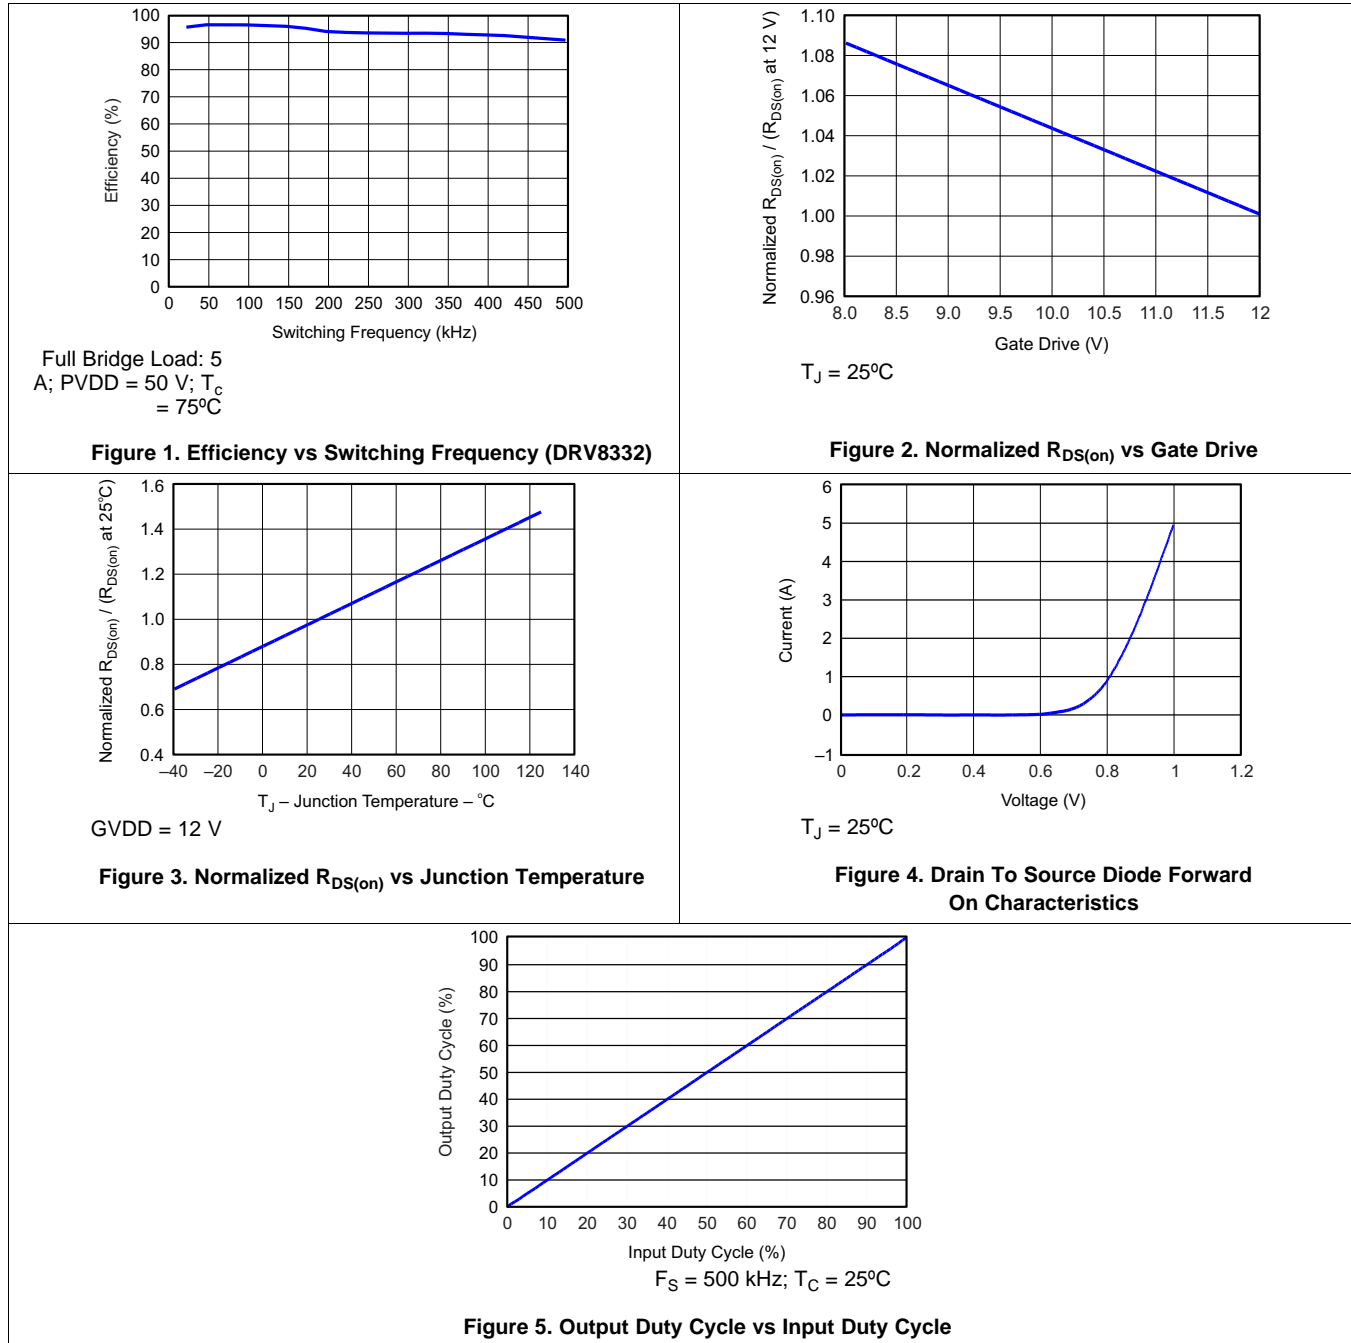 100
90
80
70
60
50
40
30
20
10
0
0 50 100 150 200 250 300 350 400 450 500
Efficiency (%)
Switching Frequency (kHz)
Full Bridge Load: 5
A; PVDD = 50 V; Tc
= 75ºC
Figure 1. Efficiency vs Switching Frequency (DRV8332)
1.10
1.08
1.06
1.04
1.02
1.00
0.98
0.96
8.0 8.5 9.0 9.5 10.0 10.5 11.0 11.5 12
Normalized RDS(on) / (RDS(on) at 12 V)
Gate Drive (V)
TJ = 25ºC
Figure 2. Normalized RDS(on) vs Gate Drive
1.6
1.4
1.2
1.0
0.8
0.6
0.4
–40 –20 0 20 40 60 80 100 120 140
Normalized RDS(on) / (RDS(on) at 25°C)
TJ – Junction Temperature – °C
GVDD = 12 V
Figure 3. Normalized RDS(on) vs Junction Temperature
6
5
4
3
2
1
0
–1
0 0.2 0.4 0.6 0.8 1 1.2
Current (A)
Voltage (V)
TJ = 25ºC
Figure 4. Drain To Source Diode Forward
On Characteristics
100
90
80
70
60
50
40
30
20
10
0
0 10 20 30 40 50 60 70 80 90 100
Output Duty Cycle (%)
Input Duty Cycle (%)
FS = 500 kHz; TC = 25ºC
Figure 5. Output Duty Cycle vs Input Duty Cycle